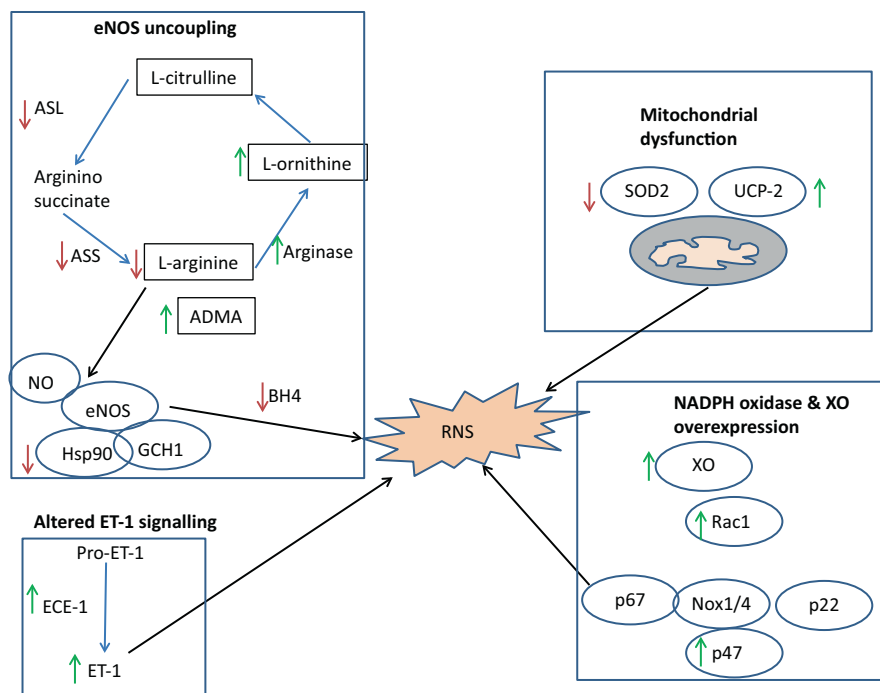 eNOS uncoupling
L-citrulline
ASL
L-ornithine
Arginino
succinate
ASS
L-arginine
Arginase
ADMA
NO
eNOS
BH4
Hsp90
GCH1
Altered ET-1 signalling
Pro-ET-1
ECE-1
ET-1
RNS
Mitochondrial
dysfunction
SOD2
UCP-2
NADPH oxidase & XO
overexpression
XO
Rac1
p67
Nox1/4
p22
p47